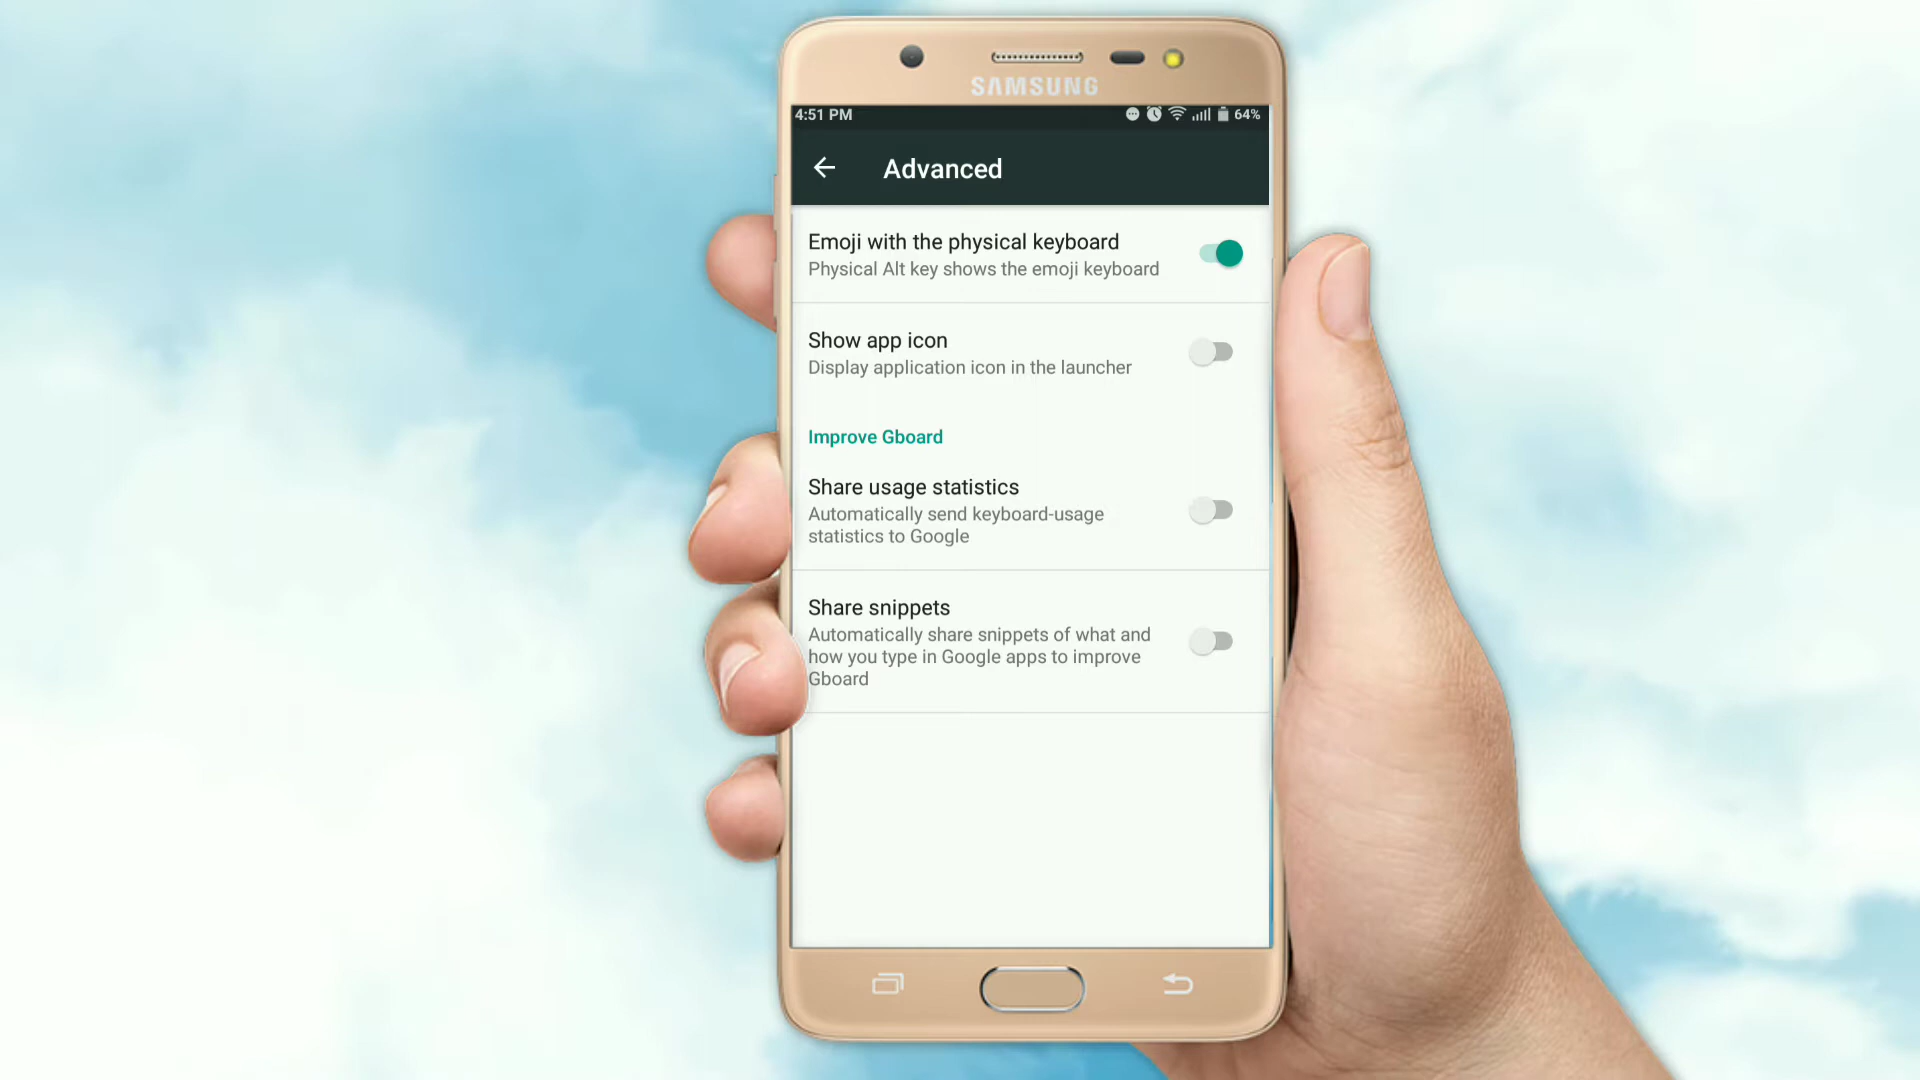 SAMSUNG
4:51 PM 64%
Advanced
Emoji with the physical keyboard
Physical Alt key shows the emoji keyboard
Show app icon
Display application icon in the launcher
Improve Gboard
Share usage statistics
Automatically send keyboard-usage
statistics to Google
Share snippets
Automatically share snippets of what and
how you type in Google apps to improve
Gboard